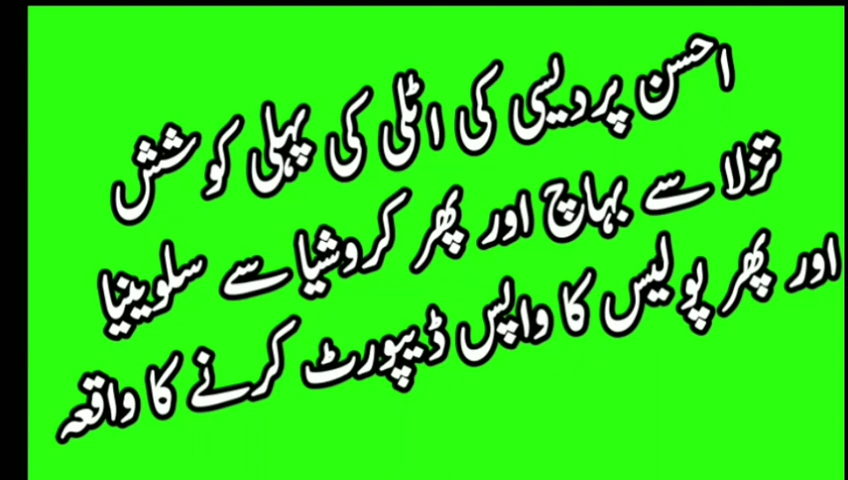 احسن پردیسی کی اٹلی کی پہلی کوشش
تزلا سے بہاچ اور پھر کروشیا سے سلوینیا
اور پھر پولیس کا واپس ڈیپورٹ کرنے کا واقعہ